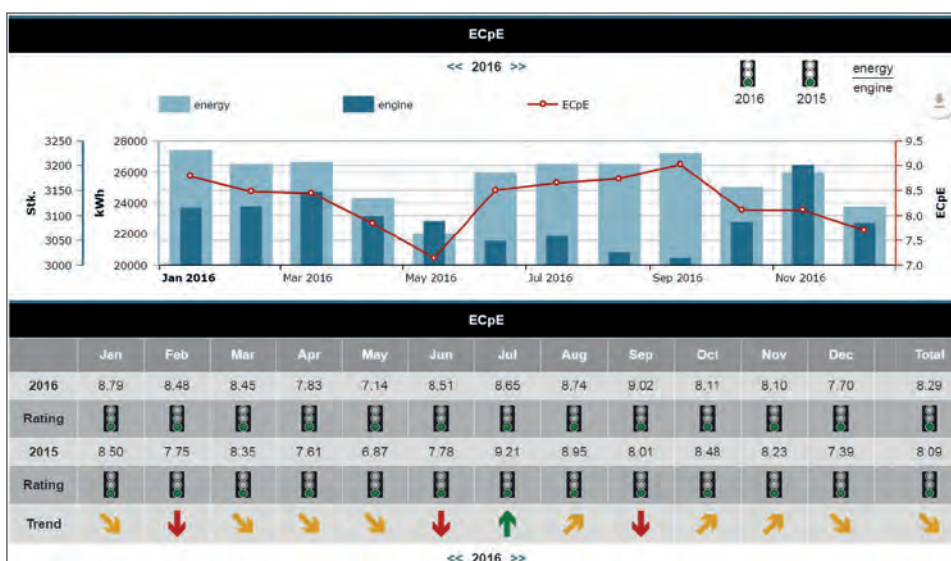 ECpE
<< 2016 >>
2016 2015 energy
engine
energy engine ECpE
Stk. kWh ECpE
3250 28000 9.5
3200 26000 9.0
3150 24000 8.5
3100 8.0
3050 22000 7.5
3000 20000 7.0
Jan 2016 Mar 2016 May 2016 Jul 2016 Sep 2016 Nov 2016
ECpE
Jan Feb Mar Apr May Jun Jul Aug Sep Oct Nov Dec Total
2016 8.79 8.48 8.45 7.83 7.14 8.51 8.65 8.74 9.02 8.11 8.10 7.70 8.29
Rating
2015 8.50 7.75 8.35 7.61 6.87 7.78 9.21 8.95 8.01 8.48 8.23 7.39 8.09
Rating
Trend
<< 2016 >>